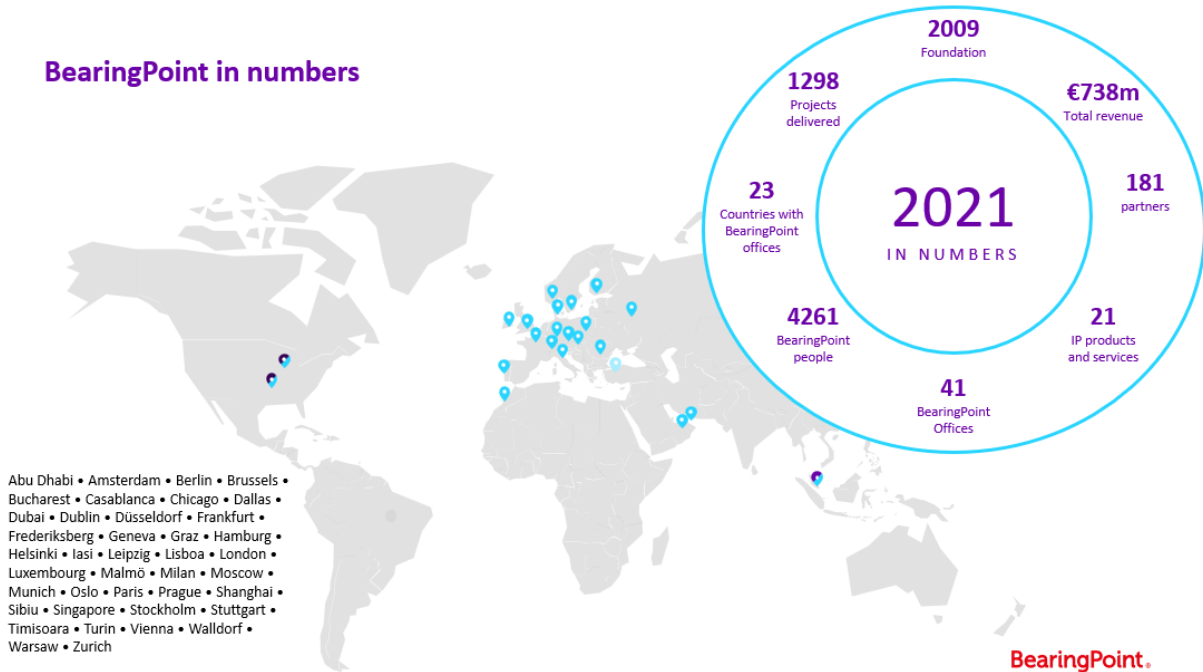 BearingPoint in numbers
2009
Foundation
€738m
Total revenue
181
partners
21
IP products
and services
41
BearingPoint
Offices
4261
BearingPoint
people
23
Countries with
BearingPoint
offices
1298
Projects
delivered
2021
IN NUMBERS
Abu Dhabi • Amsterdam • Berlin • Brussels •
Bucharest • Casablanca • Chicago • Dallas •
Dubai • Dublin • Düsseldorf • Frankfurt •
Frederiksberg • Geneva • Graz • Hamburg •
Helsinki • Iasi • Leipzig • Lisboa • London •
Luxembourg • Malmö • Milan • Moscow •
Munich • Oslo • Paris • Prague • Shanghai •
Sibiu • Singapore • Stockholm • Stuttgart •
Timisoara • Turin • Vienna • Walldorf •
Warsaw • Zurich
BearingPoint®